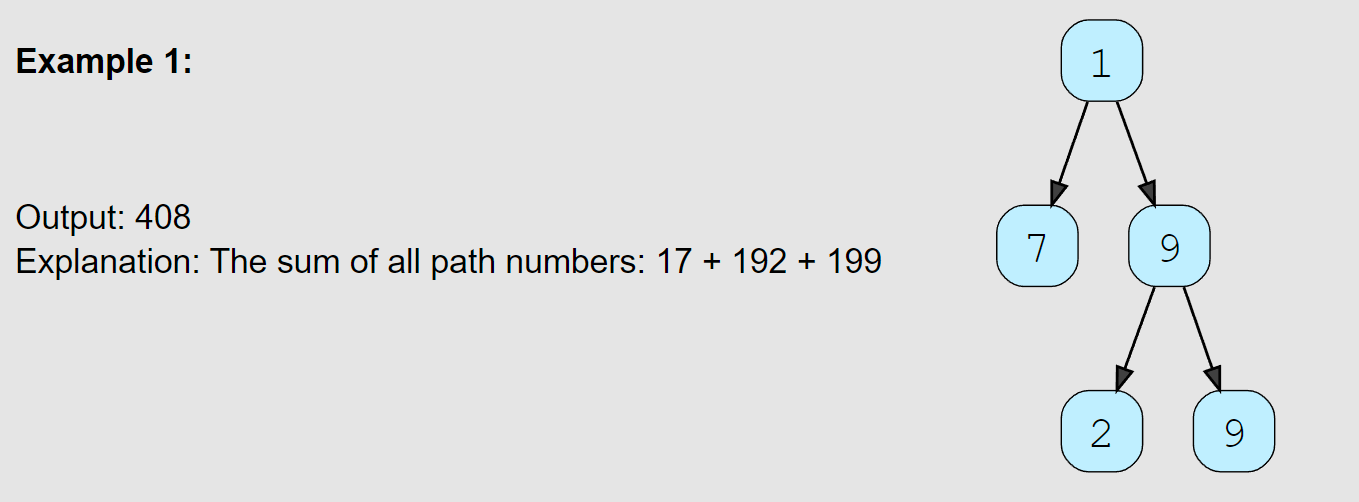 Example 1:
Output: 408
Explanation: The sum of all path numbers: 17 + 192 + 199
1
7 9
2 9